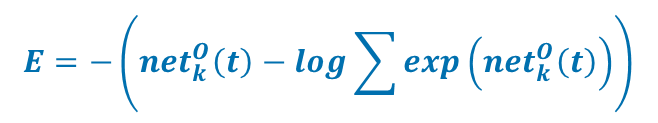 E = −(net_k^O(t) − log ∑ exp(net_k^O(t)))